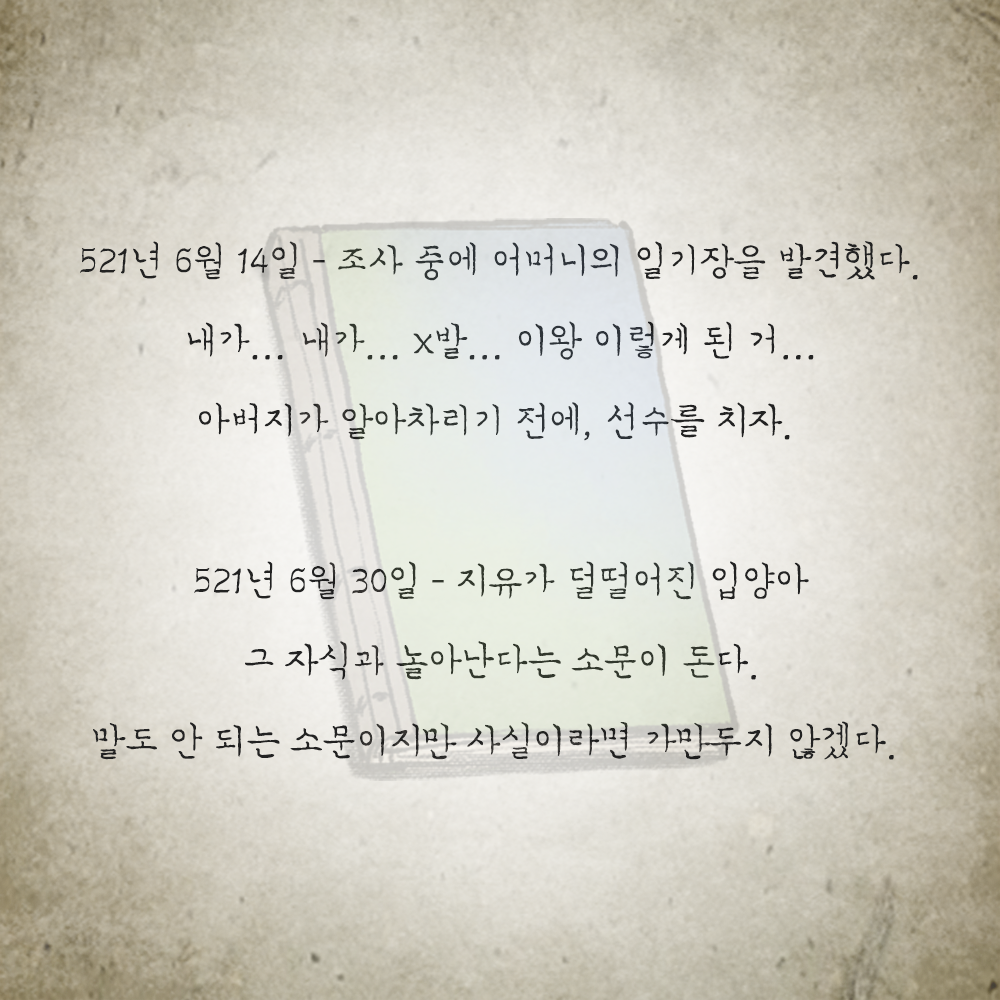 521년 6월 14일 - 조사 중에 어머니의 일기장을 발견했다.
내가... 내가... X발... 이왕 이렇게 된 거...
아버지가 알아차리기 전에, 선수를 치자.
521년 6월 30일 - 지유가 덜떨어진 입양아
그 자식과 놀아난다는 소문이 돈다.
말도 안 되는 소문이지만 사실이라면 가만두지 않겠다.